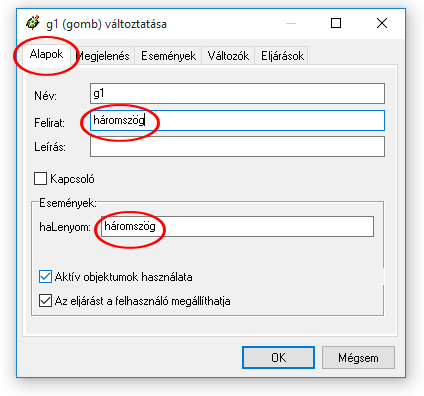 g1 (gomb) változtatása
Alapok Megjelenés Események Változók Eljárások
Név: g1
Felirat: háromszög
Leírás:
Kapcsoló
Események:
haLenyom: háromszög
Aktív objektumok használata
Az eljárást a felhasználó megállíthatja
OK Mégsem